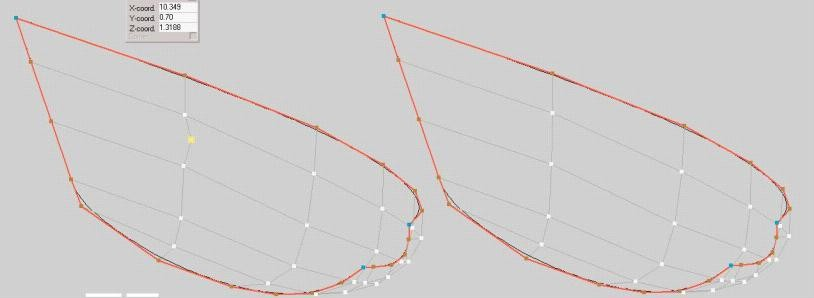 X-coord. 10.349
Y-coord. 0.70
Z-coord. 1.3188